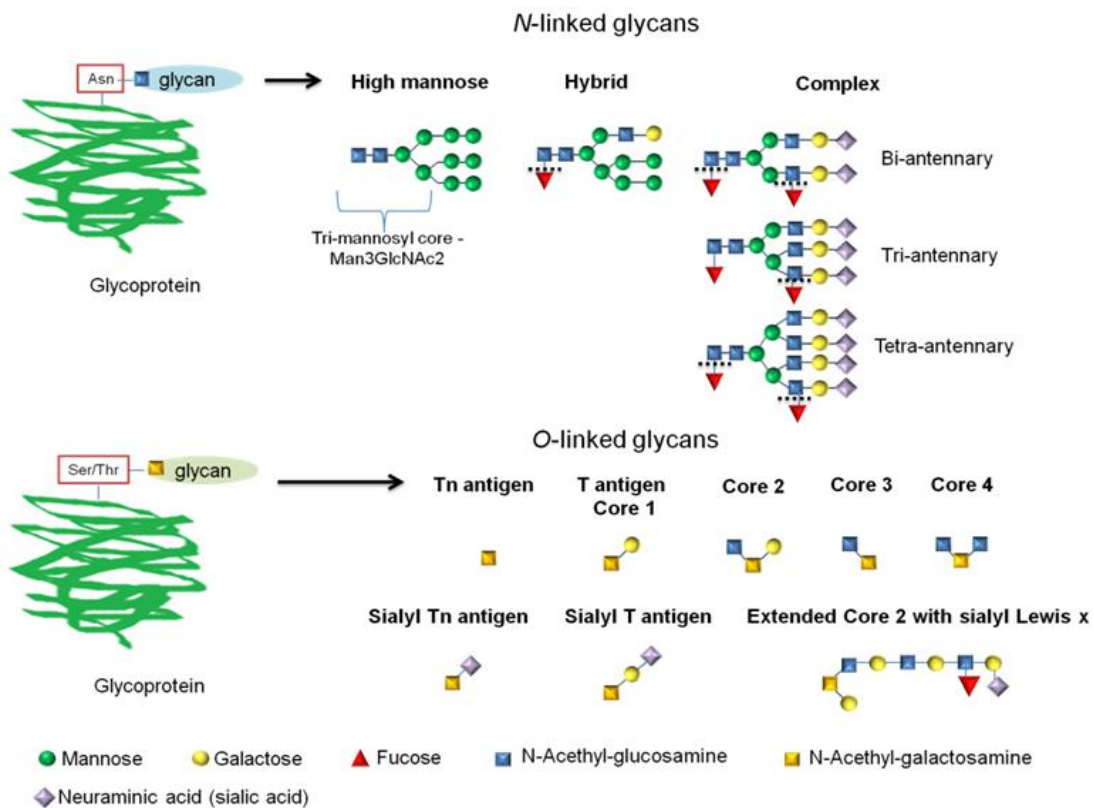 N-linked glycans
Asn
glycan
High mannose
Hybrid
Complex
Bi-antennary
Tri-mannosyl core -
Man3GlcNAc2
Tri-antennary
Glycoprotein
Tetra-antennary
O-linked glycans
Ser/Thr
glycan
Tn antigen
T antigen
Core 1
Core 2
Core 3
Core 4
Sialyl Tn antigen
Sialyl T antigen
Extended Core 2 with sialyl Lewis x
Glycoprotein
Mannose
Galactose
Fucose
N-Acethyl-glucosamine
N-Acethyl-galactosamine
Neuraminic acid (sialic acid)